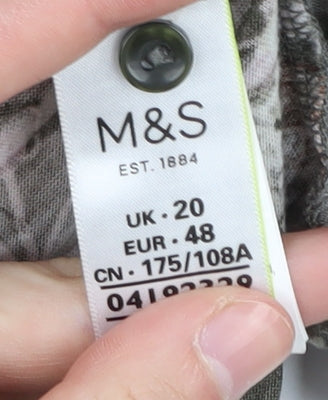 M&S
EST. 1884
UK · 20
EUR · 48
CN · 175/108A